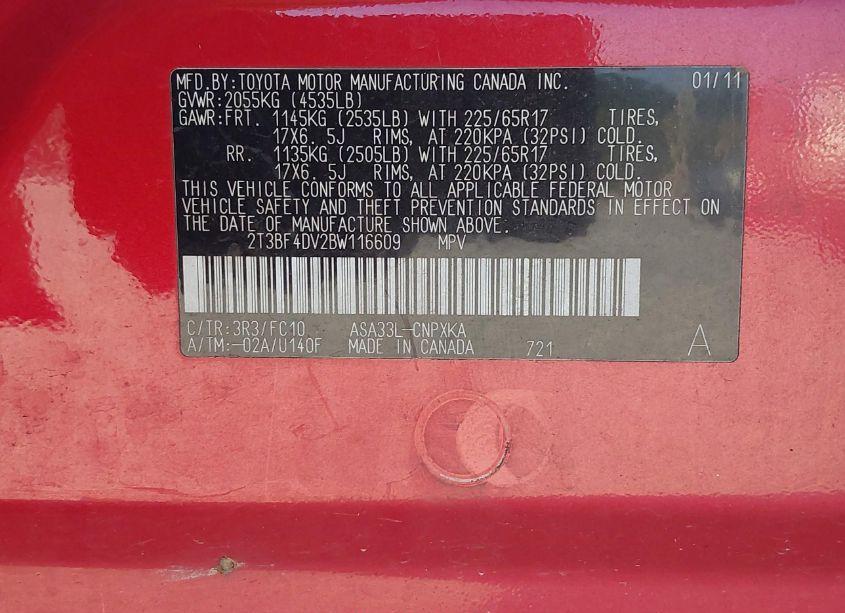 MFD.BY:TOYOTA MOTOR MANUFACTURING CANADA INC. 01/11
GVWR:2055KG (4535LB)
GAWR:FRT. 1145KG (2535LB) WITH 225/65R17 TIRES,
17X6. 5J RIMS, AT 220KPA (32PSI) COLD.
RR. 1135KG (2505LB) WITH 225/65R17 TIRES,
17X6. 5J RIMS, AT 220KPA (32PSI) COLD.
THIS VEHICLE CONFORMS TO ALL APPLICABLE FEDERAL MOTOR
VEHICLE SAFETY AND THEFT PREVENTION STANDARDS IN EFFECT ON
THE DATE OF MANUFACTURE SHOWN ABOVE.
2T3BF4DV2BW116609 MPV
C/TR:3R3/FC10 ASA33L-CNPXKA
A/TM:-02A/U140F MADE IN CANADA 721 A